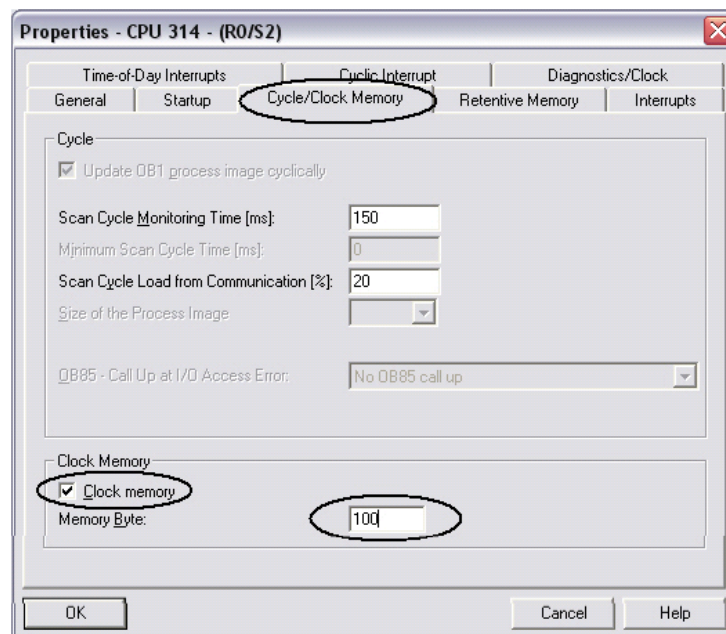 Properties - CPU 314 - (R0/S2)
Time-of-Day Interrupts Cyclic Interrupt Diagnostics/Clock
General Startup Cycle/Clock Memory Retentive Memory Interrupts
Cycle
Update OB1 process image cyclically
Scan Cycle Monitoring Time [ms]: 150
Minimum Scan Cycle Time [ms]: 0
Scan Cycle Load from Communication [%]: 20
Size of the Process Image
OB85 - Call Up at I/O Access Error: No OB85 call up
Clock Memory
Clock memory
Memory Byte: 100
OK Cancel Help